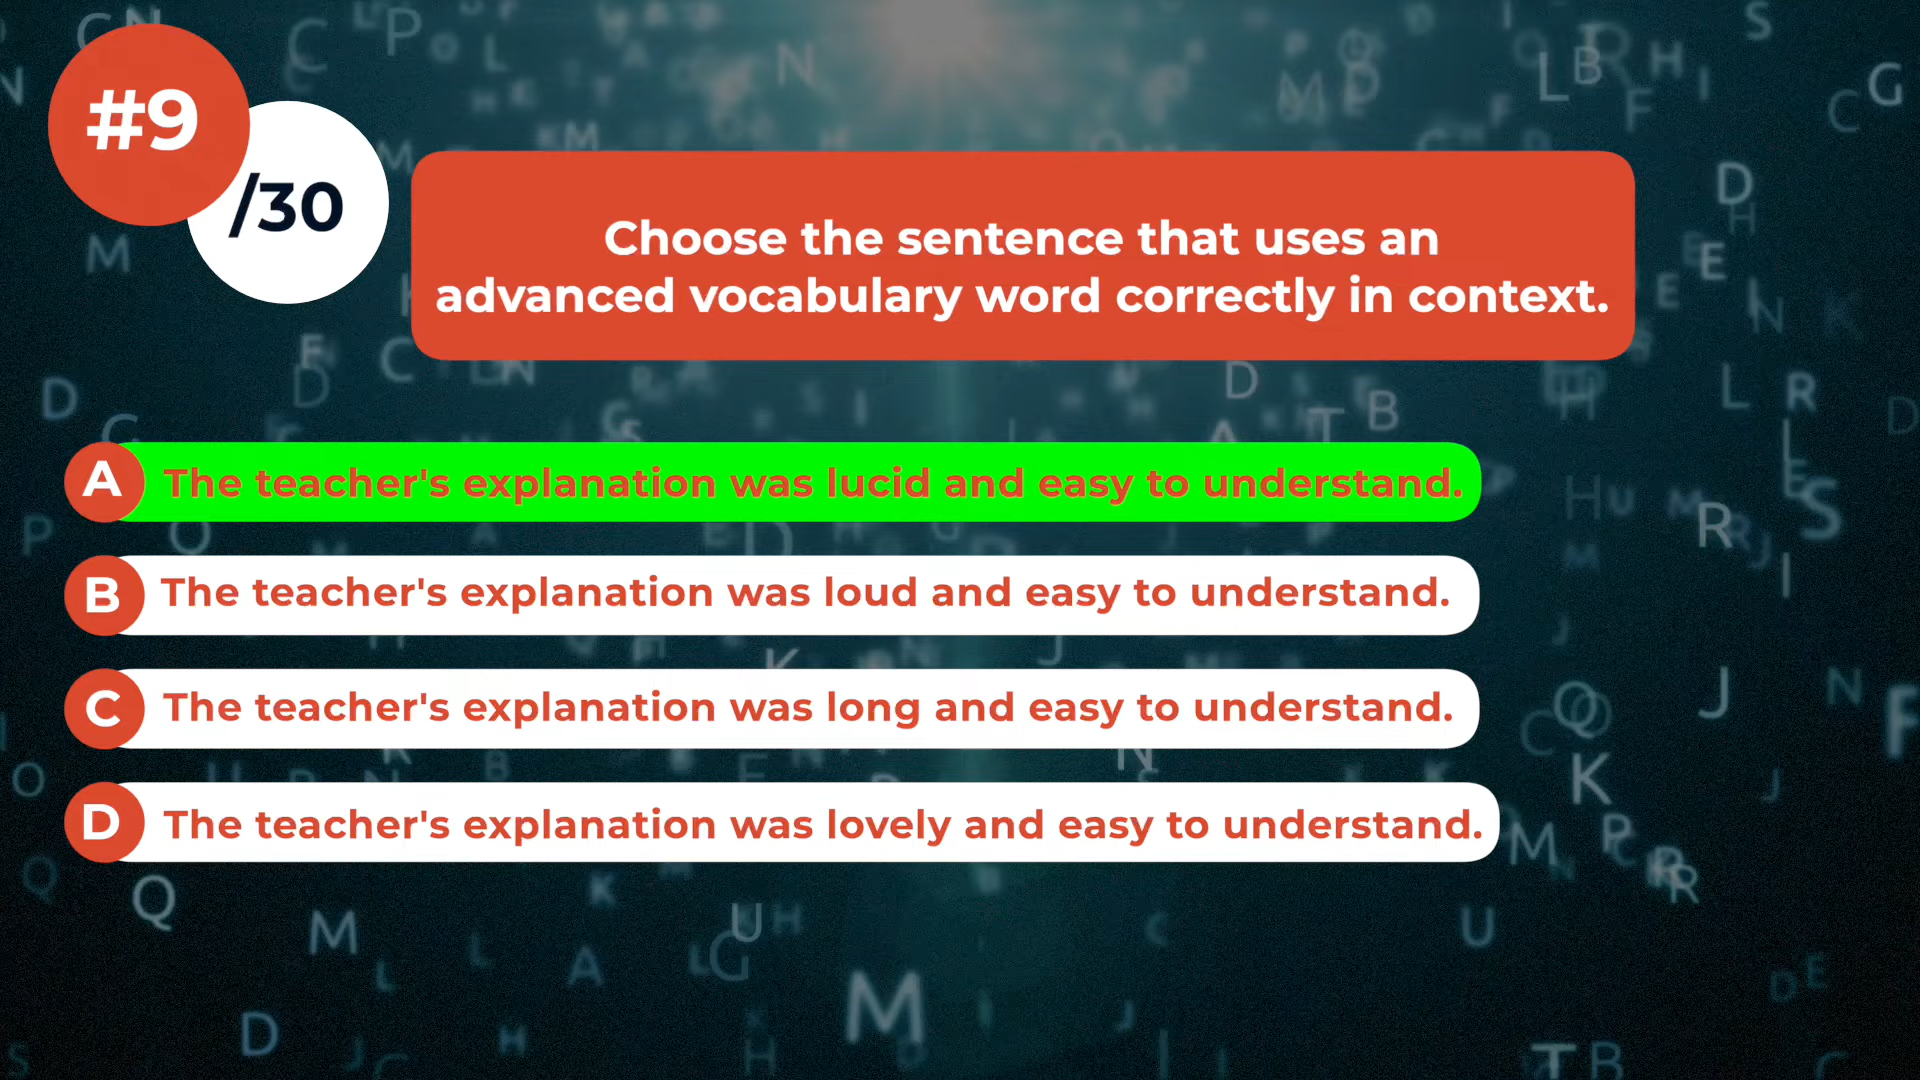 #9
/30
Choose the sentence that uses an
advanced vocabulary word correctly in context.
A The teacher's explanation was lucid and easy to understand.
B The teacher's explanation was loud and easy to understand.
C The teacher's explanation was long and easy to understand.
D The teacher's explanation was lovely and easy to understand.